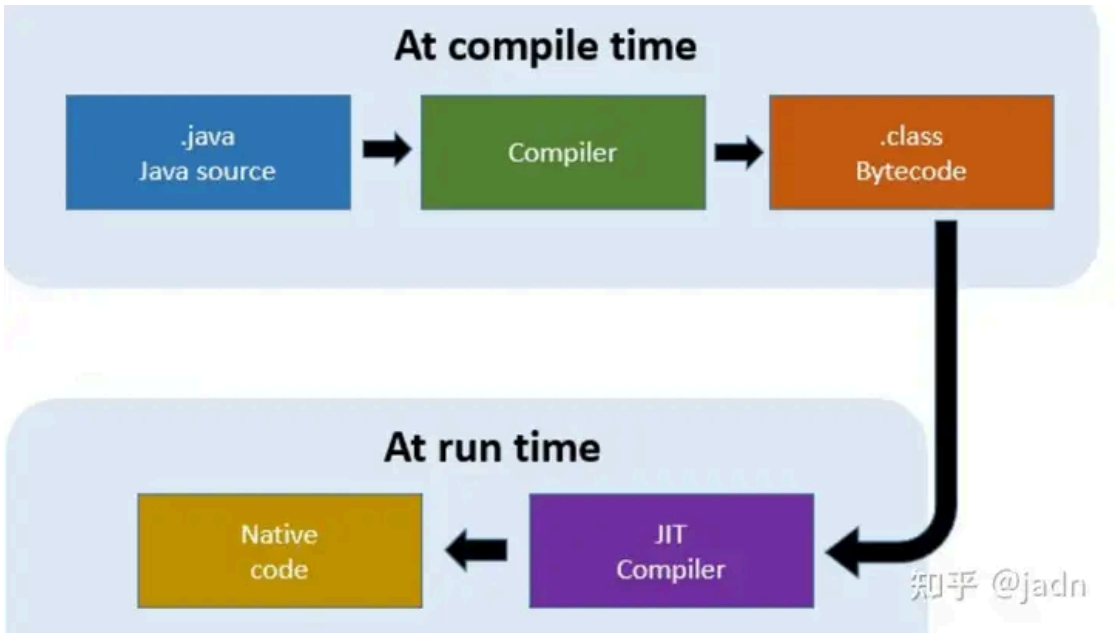 At compile time
.java
Java source
Compiler
.class
Bytecode
At run time
Native
code
JIT
Compiler
知乎 @jadn